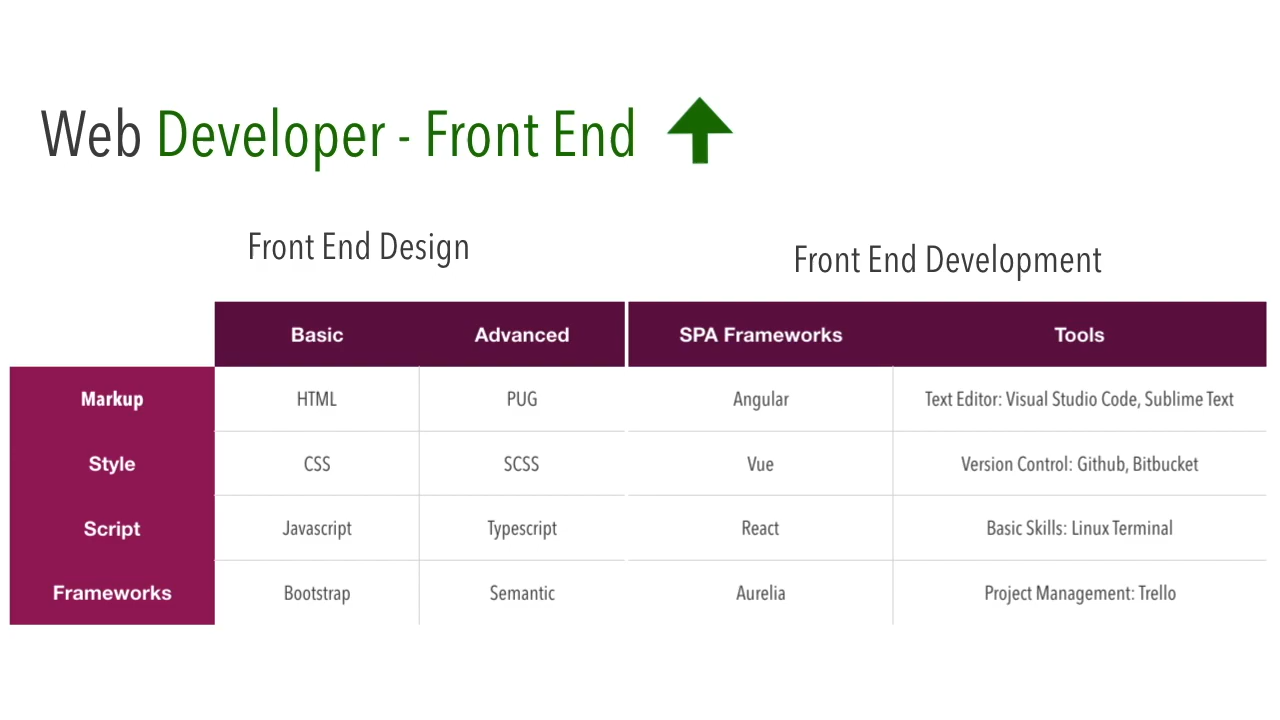 Web Developer - Front End
Front End Design
Front End Development
Basic Advanced SPA Frameworks Tools
Markup HTML PUG Angular Text Editor: Visual Studio Code, Sublime Text
Style CSS SCSS Vue Version Control: Github, Bitbucket
Script Javascript Typescript React Basic Skills: Linux Terminal
Frameworks Bootstrap Semantic Aurelia Project Management: Trello